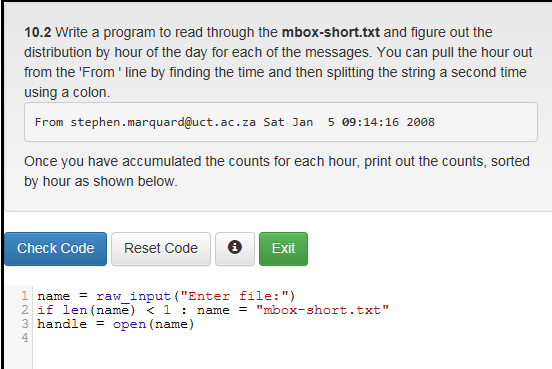 10.2 Write a program to read through the mbox-short.txt and figure out the
distribution by hour of the day for each of the messages. You can pull the hour out
from the 'From ' line by finding the time and then splitting the string a second time
using a colon.
From stephen.marquard@uct.ac.za Sat Jan  5 09:14:16 2008
Once you have accumulated the counts for each hour, print out the counts, sorted
by hour as shown below.
Check Code Reset Code Exit
1 name = raw_input("Enter file:")
2 if len(name) < 1 : name = "mbox-short.txt"
3 handle = open(name)
4